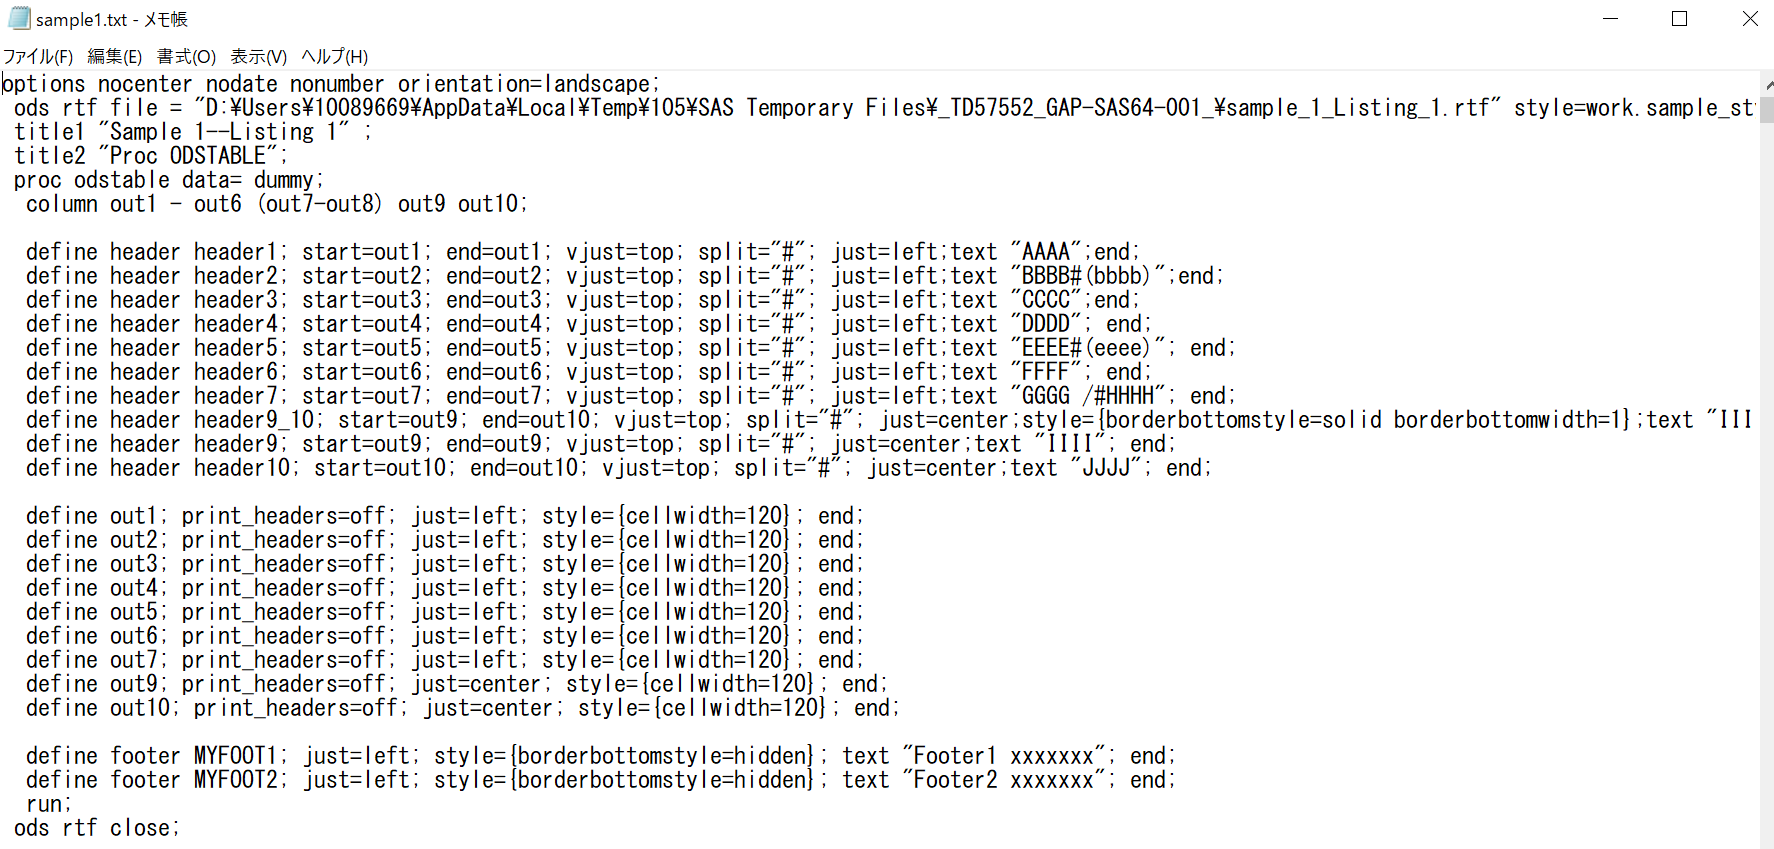 sample1.txt - メモ帳
ファイル(F) 編集(E) 書式(O) 表示(V) ヘルプ(H)
options nocenter nodate nonumber orientation=landscape;
ods rtf file = "D:¥Users¥10089669¥AppData¥Local¥Temp¥105¥SAS Temporary Files¥_TD57552_GAP-SAS64-001_¥sample_1_Listing_1.rtf" style=work.sample_st
title1 "Sample 1--Listing 1" ;
title2 "Proc ODSTABLE";
proc odstable data= dummy;
column out1 - out6 (out7-out8) out9 out10;
define header header1; start=out1; end=out1; vjust=top; split="#"; just=left;text "AAAA";end;
define header header2; start=out2; end=out2; vjust=top; split="#"; just=left;text "BBBB#(bbbb)";end;
define header header3; start=out3; end=out3; vjust=top; split="#"; just=left;text "CCCC";end;
define header header4; start=out4; end=out4; vjust=top; split="#"; just=left;text "DDDD"; end;
define header header5; start=out5; end=out5; vjust=top; split="#"; just=left;text "EEEE#(eeee)"; end;
define header header6; start=out6; end=out6; vjust=top; split="#"; just=left;text "FFFF"; end;
define header header7; start=out7; end=out7; vjust=top; split="#"; just=left;text "GGGG /#HHHH"; end;
define header header9_10; start=out9; end=out10; vjust=top; split="#"; just=center;style={borderbottomstyle=solid borderbottomwidth=1};text "III
define header header9; start=out9; end=out9; vjust=top; split="#"; just=center;text "IIII"; end;
define header header10; start=out10; end=out10; vjust=top; split="#"; just=center;text "JJJJ"; end;
define out1; print_headers=off; just=left; style={cellwidth=120}; end;
define out2; print_headers=off; just=left; style={cellwidth=120}; end;
define out3; print_headers=off; just=left; style={cellwidth=120}; end;
define out4; print_headers=off; just=left; style={cellwidth=120}; end;
define out5; print_headers=off; just=left; style={cellwidth=120}; end;
define out6; print_headers=off; just=left; style={cellwidth=120}; end;
define out7; print_headers=off; just=left; style={cellwidth=120}; end;
define out9; print_headers=off; just=center; style={cellwidth=120}; end;
define out10; print_headers=off; just=center; style={cellwidth=120}; end;
define footer MYFOOT1; just=left; style={borderbottomstyle=hidden}; text "Footer1 xxxxxxx"; end;
define footer MYFOOT2; just=left; style={borderbottomstyle=hidden}; text "Footer2 xxxxxxx"; end;
run;
ods rtf close;